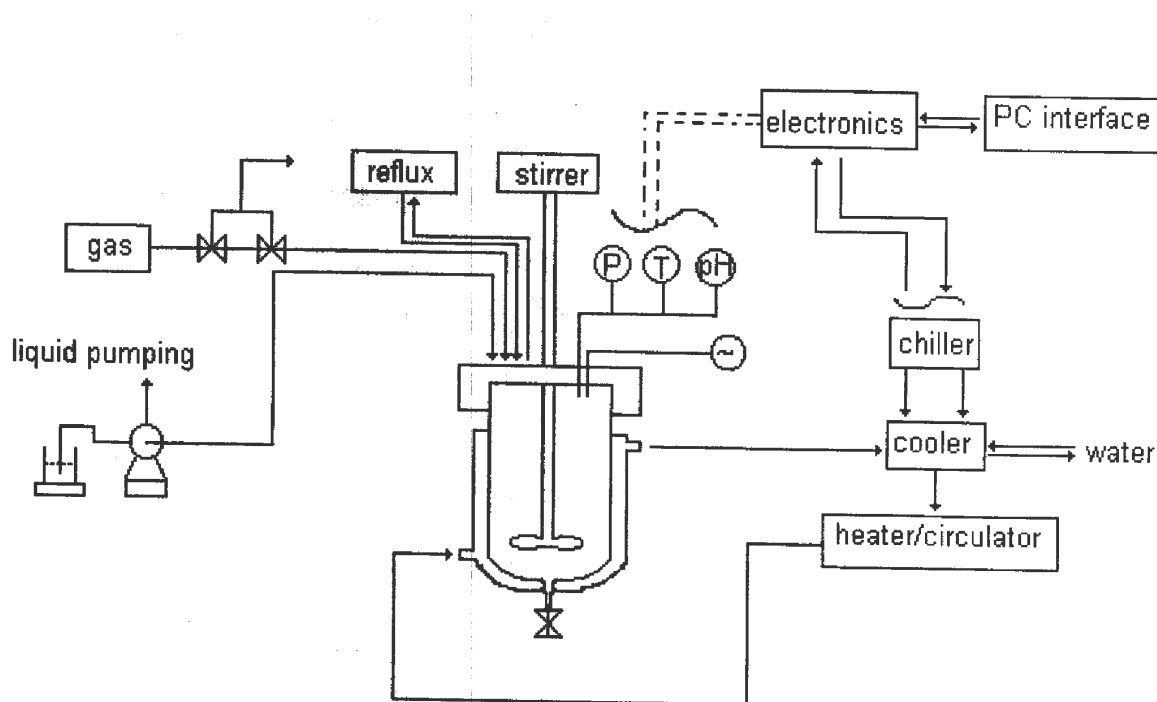 electronics
PC interface
reflux
stirrer
gas
P
T
pH
liquid pumping
~
chiller
cooler
water
heater/circulator